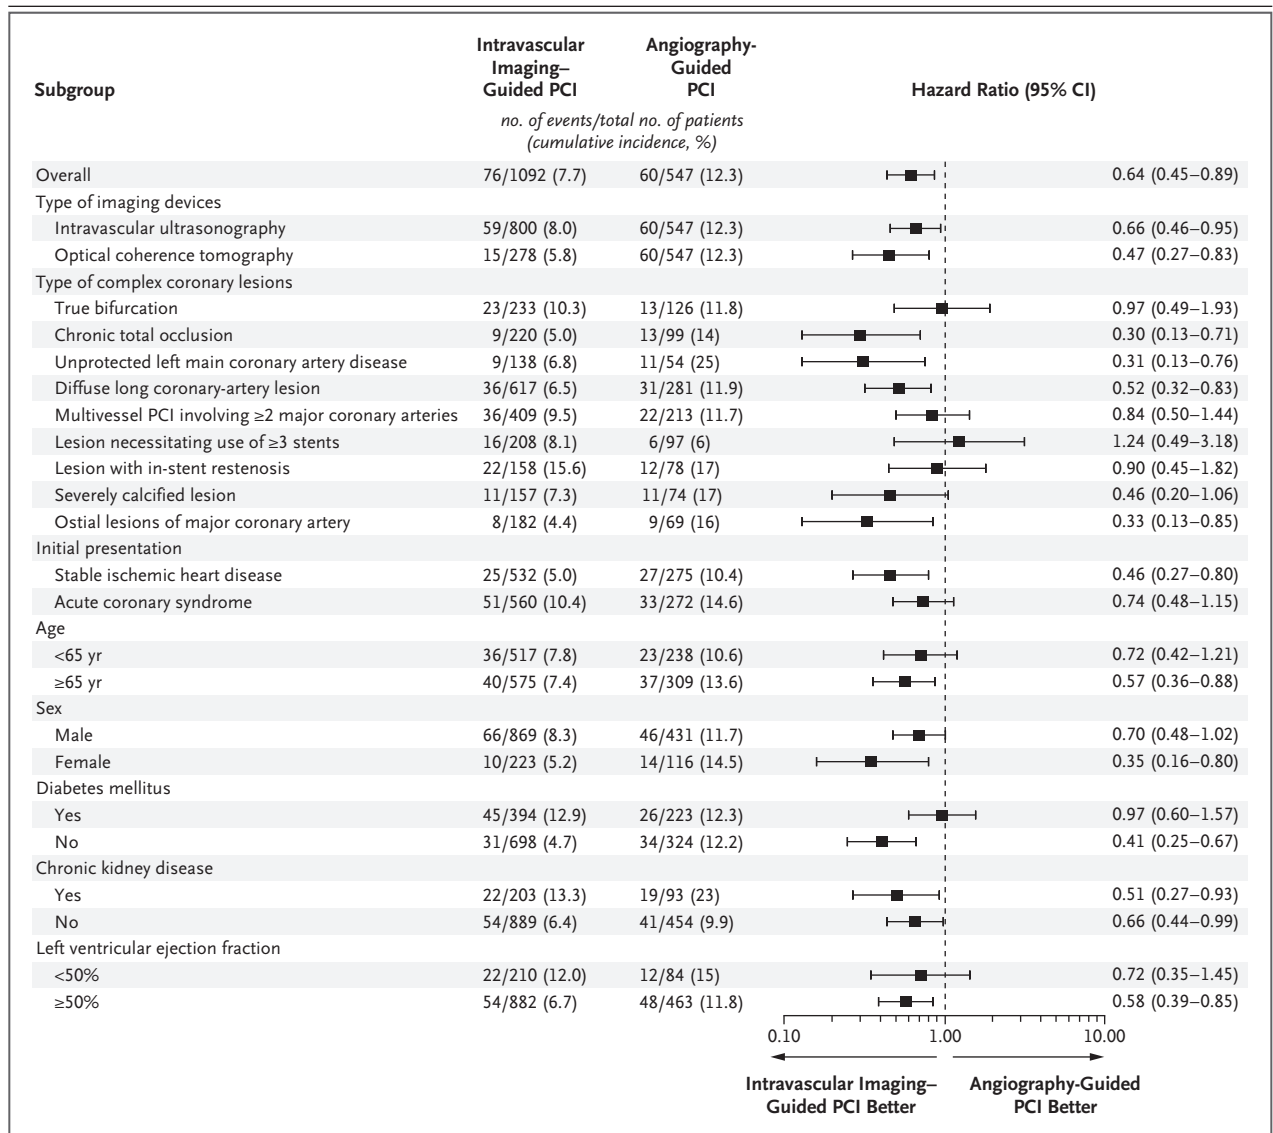 Subgroup Intravascular Imaging–Guided PCI Angiography-Guided PCI Hazard Ratio (95% CI)
no. of events/total no. of patients
(cumulative incidence, %)
Overall 76/1092 (7.7) 60/547 (12.3) 0.64 (0.45–0.89)
Type of imaging devices
Intravascular ultrasonography 59/800 (8.0) 60/547 (12.3) 0.66 (0.46–0.95)
Optical coherence tomography 15/278 (5.8) 60/547 (12.3) 0.47 (0.27–0.83)
Type of complex coronary lesions
True bifurcation 23/233 (10.3) 13/126 (11.8) 0.97 (0.49–1.93)
Chronic total occlusion 9/220 (5.0) 13/99 (14) 0.30 (0.13–0.71)
Unprotected left main coronary artery disease 9/138 (6.8) 11/54 (25) 0.31 (0.13–0.76)
Diffuse long coronary-artery lesion 36/617 (6.5) 31/281 (11.9) 0.52 (0.32–0.83)
Multivessel PCI involving ≥2 major coronary arteries 36/409 (9.5) 22/213 (11.7) 0.84 (0.50–1.44)
Lesion necessitating use of ≥3 stents 16/208 (8.1) 6/97 (6) 1.24 (0.49–3.18)
Lesion with in-stent restenosis 22/158 (15.6) 12/78 (17) 0.90 (0.45–1.82)
Severely calcified lesion 11/157 (7.3) 11/74 (17) 0.46 (0.20–1.06)
Ostial lesions of major coronary artery 8/182 (4.4) 9/69 (16) 0.33 (0.13–0.85)
Initial presentation
Stable ischemic heart disease 25/532 (5.0) 27/275 (10.4) 0.46 (0.27–0.80)
Acute coronary syndrome 51/560 (10.4) 33/272 (14.6) 0.74 (0.48–1.15)
Age
<65 yr 36/517 (7.8) 23/238 (10.6) 0.72 (0.42–1.21)
≥65 yr 40/575 (7.4) 37/309 (13.6) 0.57 (0.36–0.88)
Sex
Male 66/869 (8.3) 46/431 (11.7) 0.70 (0.48–1.02)
Female 10/223 (5.2) 14/116 (14.5) 0.35 (0.16–0.80)
Diabetes mellitus
Yes 45/394 (12.9) 26/223 (12.3) 0.97 (0.60–1.57)
No 31/698 (4.7) 34/324 (12.2) 0.41 (0.25–0.67)
Chronic kidney disease
Yes 22/203 (13.3) 19/93 (23) 0.51 (0.27–0.93)
No 54/889 (6.4) 41/454 (9.9) 0.66 (0.44–0.99)
Left ventricular ejection fraction
<50% 22/210 (12.0) 12/84 (15) 0.72 (0.35–1.45)
≥50% 54/882 (6.7) 48/463 (11.8) 0.58 (0.39–0.85)
0.10 1.00 10.00
Intravascular Imaging–Guided PCI Better Angiography-Guided PCI Better